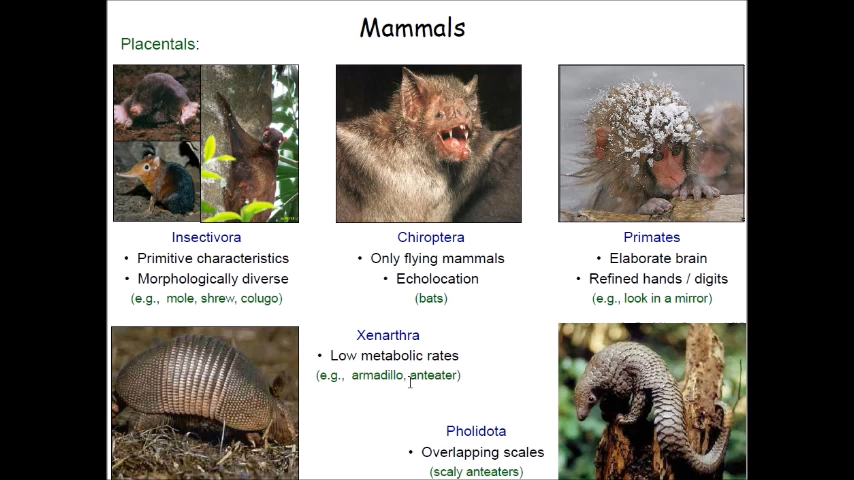 Mammals
Placentals:
Insectivora
• Primitive characteristics
• Morphologically diverse
(e.g., mole, shrew, colugo)
Chiroptera
• Only flying mammals
• Echolocation
(bats)
Primates
• Elaborate brain
• Refined hands / digits
(e.g., look in a mirror)
Xenarthra
• Low metabolic rates
(e.g., armadillo, anteater)
Pholidota
• Overlapping scales
(scaly anteaters)